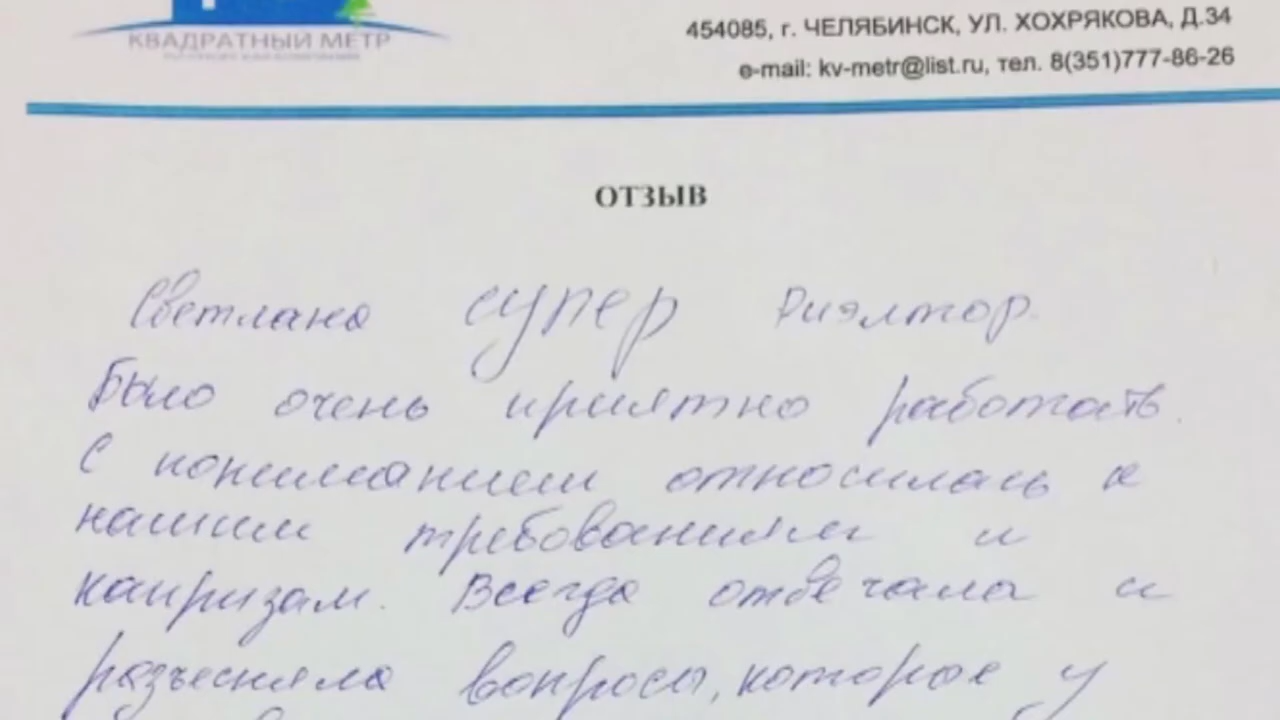 КВАДРАТНЫЙ МЕТР
454085, г. ЧЕЛЯБИНСК, УЛ. ХОХРЯКОВА, Д.34
e-mail: kv-metr@list.ru, тел. 8(351)777-86-26
ОТЗЫВ
Светлана супер Риэлтор.
Было очень приятно работать.
С пониманием относилась к
нашим требованиям и
капризам. Всегда отвечала и
разъесняла вопросы, которые у